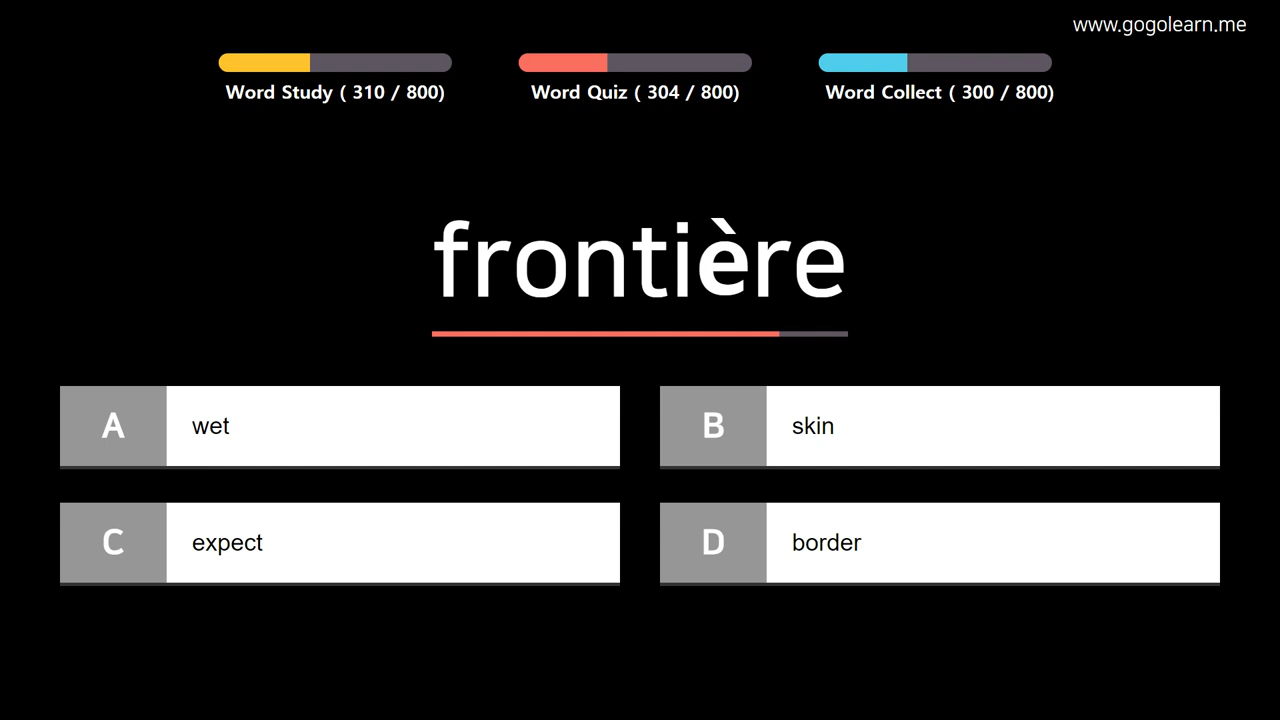 www.gogolearn.me
Word Study ( 310 / 800)
Word Quiz ( 304 / 800)
Word Collect ( 300 / 800)
frontière
A wet
B skin
C expect
D border